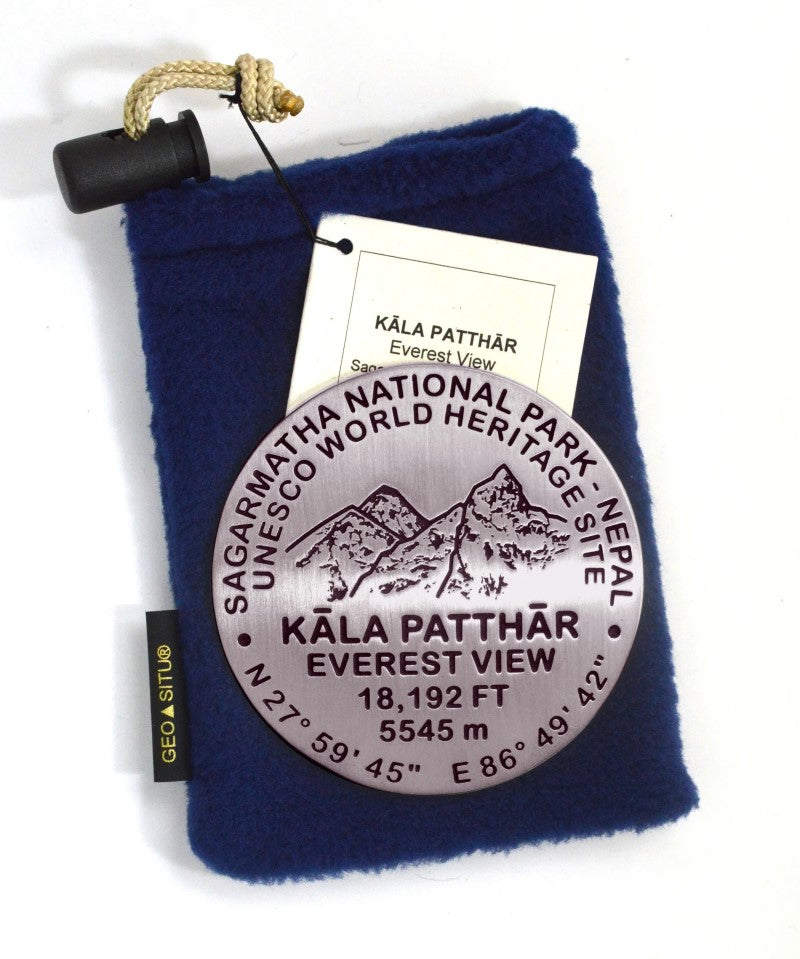 KĀLA PATTHĀR
Everest View
SAGARMATHA NATIONAL PARK - NEPAL
UNESCO WORLD HERITAGE SITE
KĀLA PATTHĀR
EVEREST VIEW
18,192 FT
5545 m
• N 27° 59' 45" E 86° 49' 42" •
GEO▲SITU®